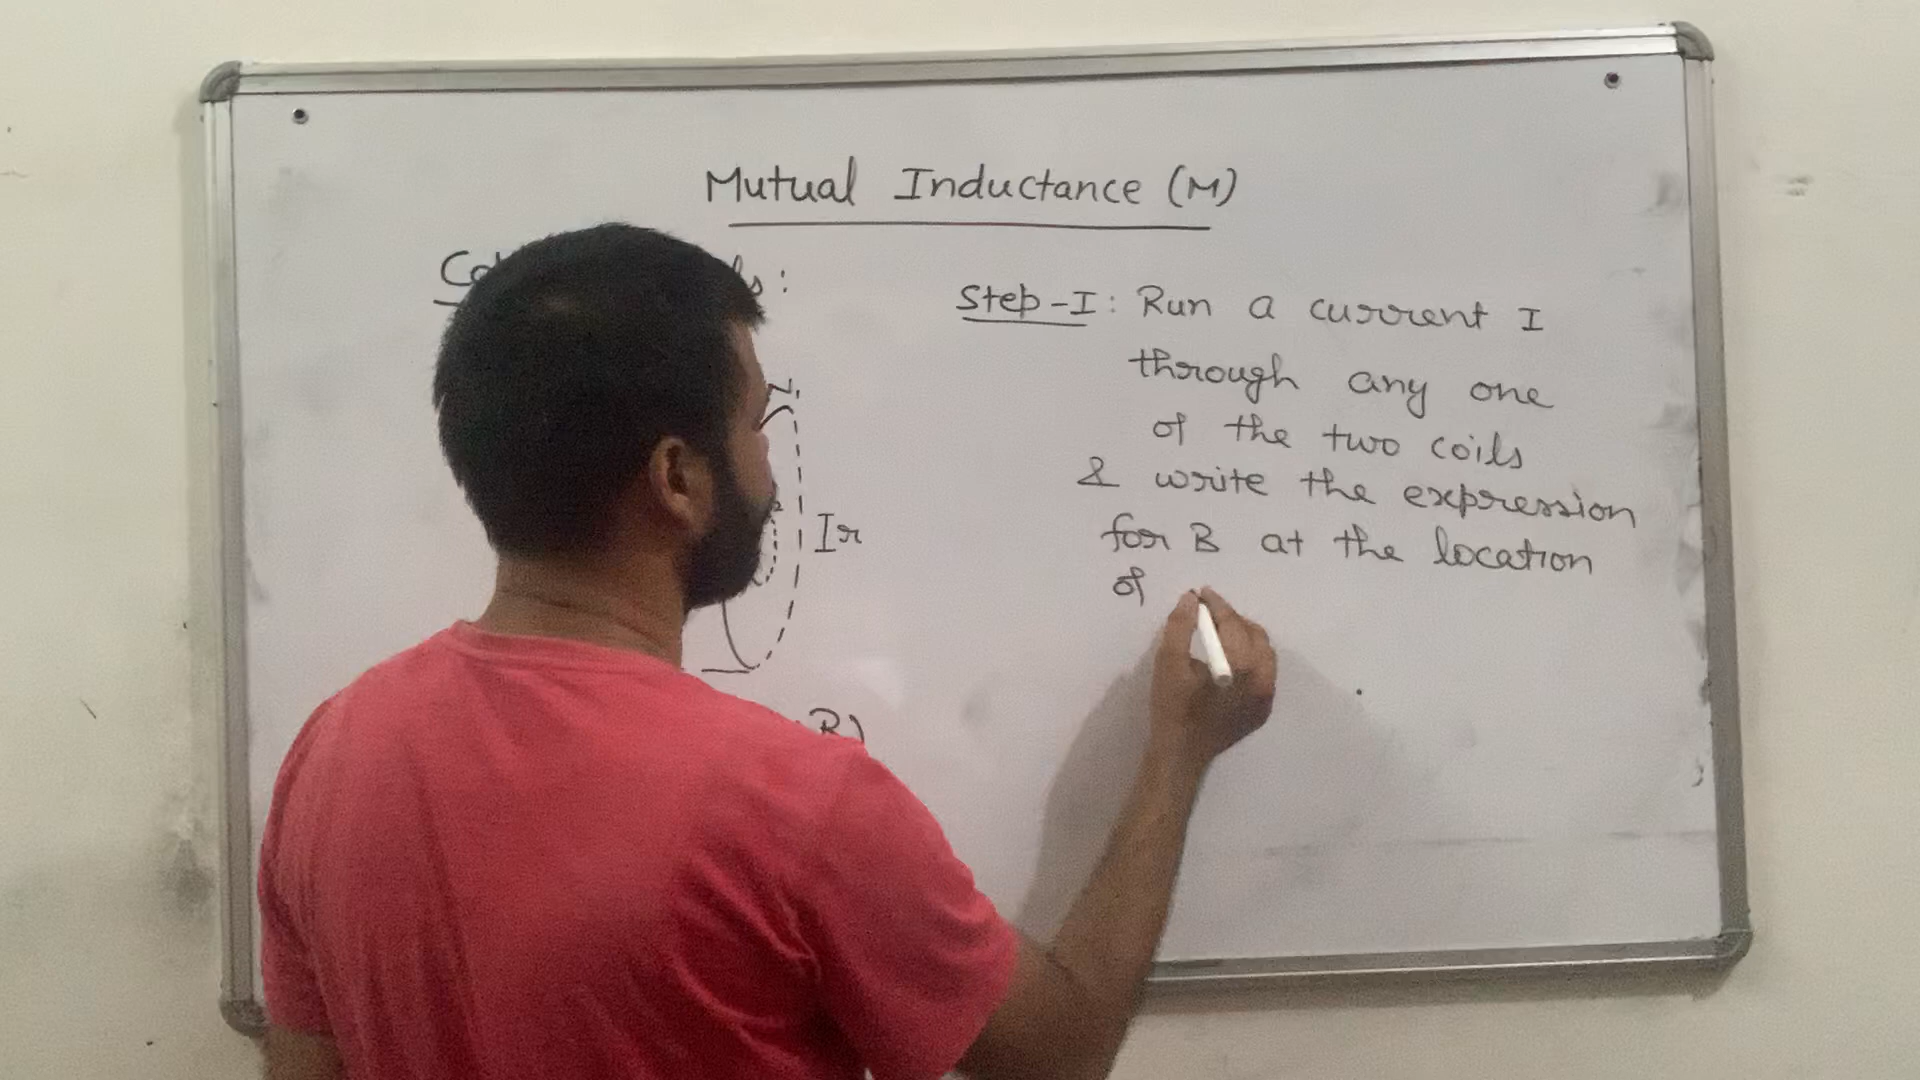 Mutual Inductance (M)
Step-I: Run a current I
through any one
of the two coils
& write the expression
for B at the location
of
N₁
Ir
R)